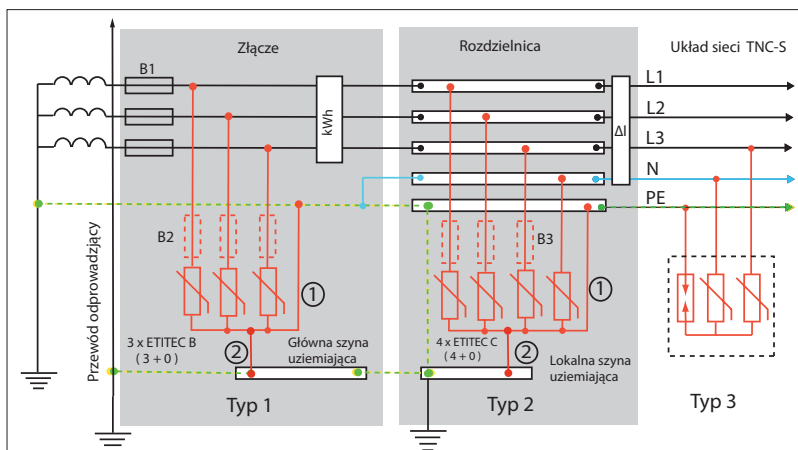 Złącze
Rozdzielnica
Układ sieci TNC-S
B1
kWh
ΔI
L1
L2
L3
N
PE
B2
B3
1
1
Przewód odprowadzający
3 x ETITEC B
( 3 + 0 )
2
Główna szyna
uziemiająca
4 x ETITEC C
( 4 + 0 )
2
Lokalna szyna
uziemiająca
Typ 1
Typ 2
Typ 3